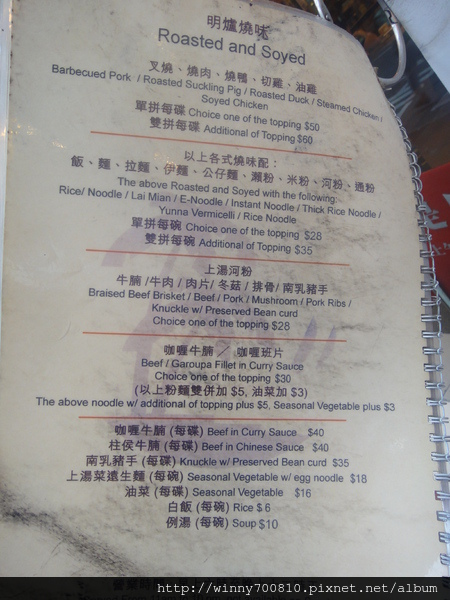 明爐燒味
Roasted and Soyed
叉燒、燒肉、燒鴨、切雞、油雞
Barbecued Pork / Roasted Suckling Pig / Roasted Duck / Steamed Chicken /
Soyed Chicken
單拼每碟 Choice one of the topping $50
雙拼每碟 Additional of Topping $60
以上各式燒味配：
飯、麵、拉麵、伊麵、公仔麵、瀨粉、米粉、河粉、通粉
The above Roasted and Soyed with the following:
Rice/ Noodle / Lai Mian / E-Noodle / Instant Noodle / Thick Rice Noodle /
Yunna Vermicelli / Rice Noodle
單拼每碗 Choice one of the topping $28
雙拼每碗 Additional of Topping $35
上湯河粉
牛腩 /牛肉 / 肉片/ 冬菇 / 排骨/ 南乳豬手
Braised Beef Brisket / Beef / Pork / Mushroom / Pork Ribs /
Knuckle w/ Preserved Bean curd
Choice one of the topping $28
咖喱牛腩 ／ 咖喱班片
Beef / Garoupa Fillet in Curry Sauce
Choice one of the topping $30
(以上粉麵雙併加 $5, 油菜加 $3)
The above noodle w/ additional of topping plus $5, Seasonal Vegetable plus $3
咖喱牛腩 (每碟) Beef in Curry Sauce $40
柱侯牛腩 (每碟) Beef in Chinese Sauce $40
南乳豬手 (每碟) Knuckle w/ Preserved Bean curd $35
上湯菜遠生麵 (每碗) Seasonal Vegetable w/ egg noodle $18
油菜 (每碟) Seasonal Vegetable $16
白飯 (每碗) Rice $ 6
例湯 (每碗) Soup $10
http://winny700810.pixnet.net/album